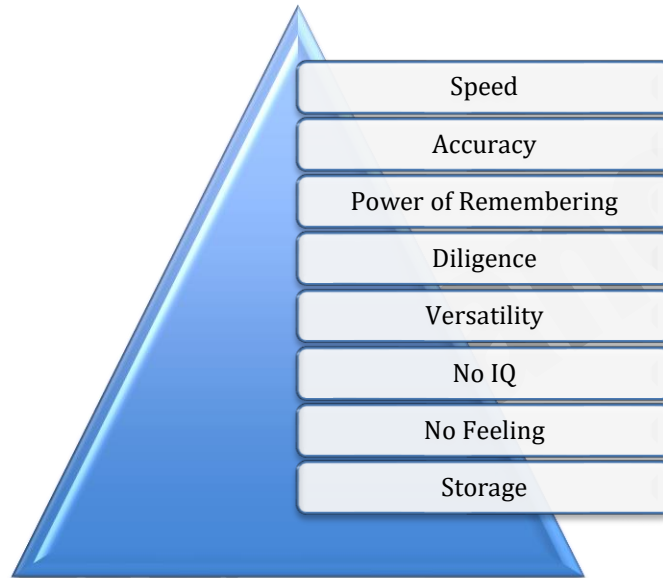 Speed
Accuracy
Power of Remembering
Diligence
Versatility
No IQ
No Feeling
Storage